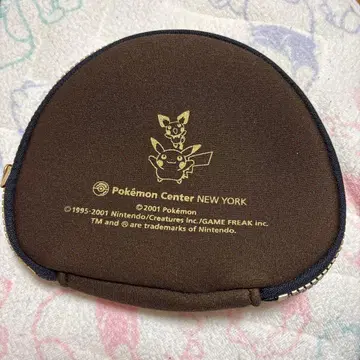 Pokémon Center NEW YORK
©2001 Pokémon
©1995-2001 Nintendo/Creatures inc./GAME FREAK inc.
TM and ® are trademarks of Nintendo.